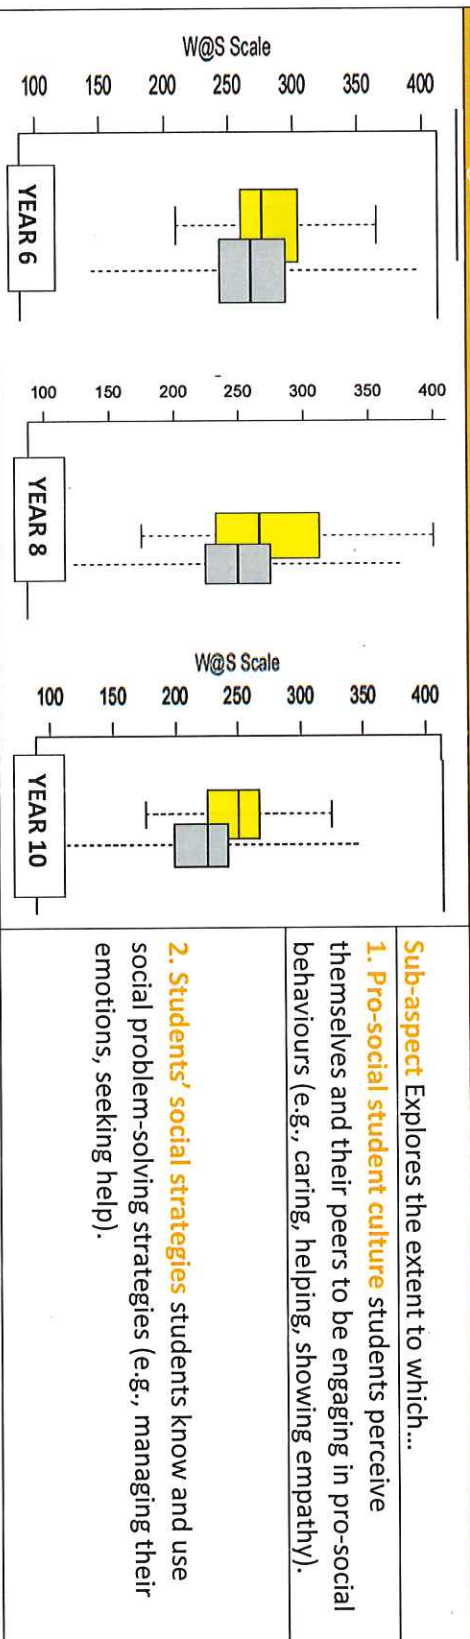 W@S Scale
100 150 200 250 300 350 400
YEAR 6
100 150 200 250 300 350 400
YEAR 8
W@S Scale
100 150 200 250 300 350 400
YEAR 10
Sub-aspect Explores the extent to which...
1. Pro-social student culture students perceive
themselves and their peers to be engaging in pro-social
behaviours (e.g., caring, helping, showing empathy).
2. Students' social strategies students know and use
social problem-solving strategies (e.g., managing their
emotions, seeking help).